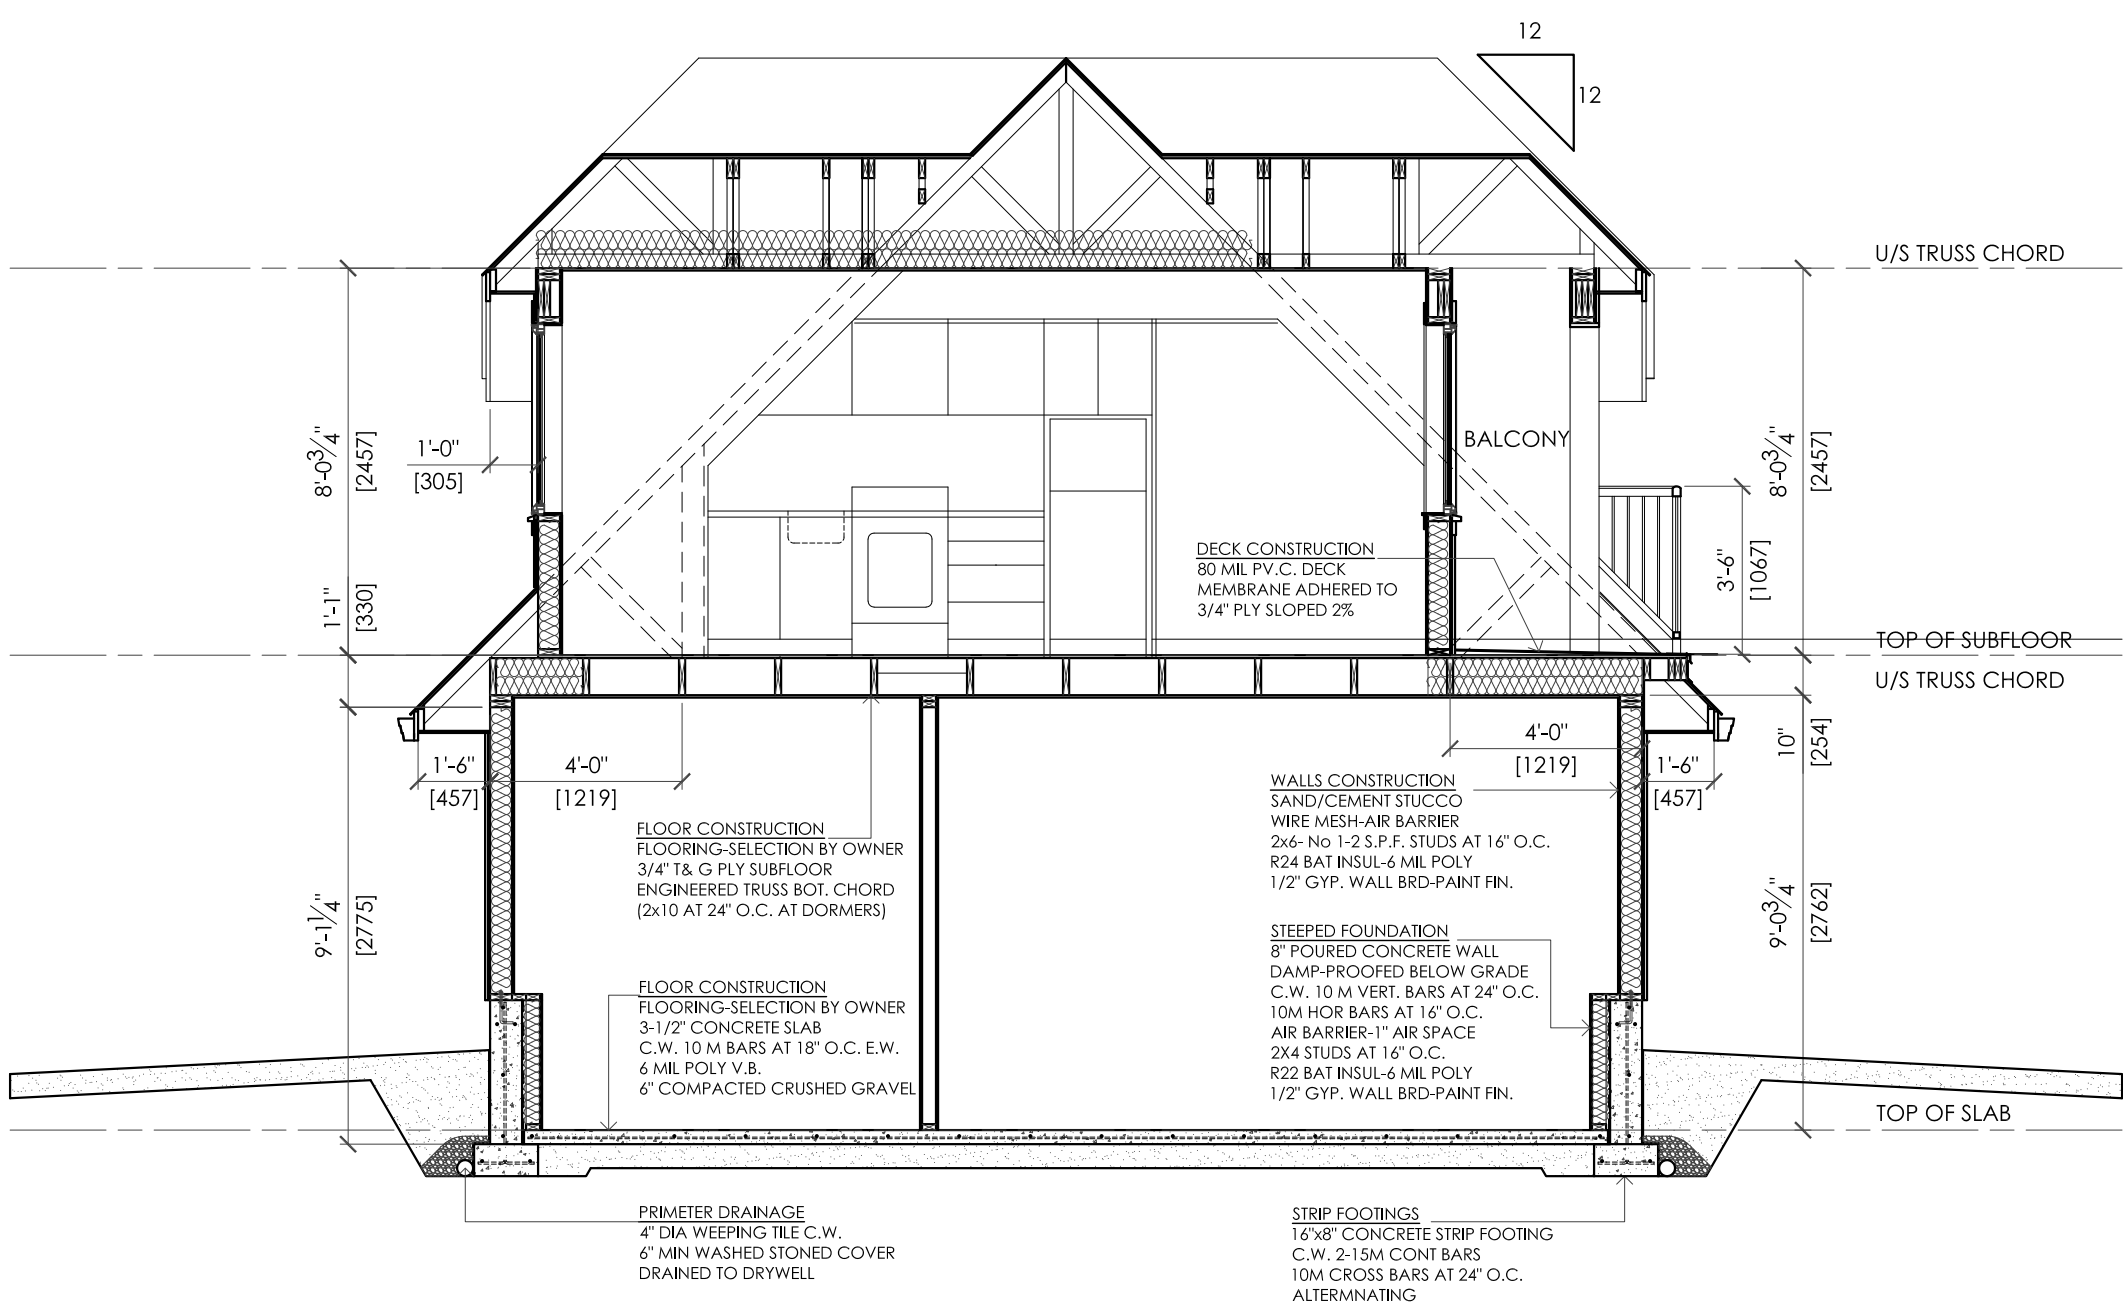 12
12
U/S TRUSS CHORD
8'-0 3/4"
[2457]
1'-0"
[305]
BALCONY
8'-0 3/4"
[2457]
DECK CONSTRUCTION
80 MIL PV.C. DECK
MEMBRANE ADHERED TO
3/4" PLY SLOPED 2%
3'-6"
[1067]
1'-1"
[330]
TOP OF SUBFLOOR
U/S TRUSS CHORD
1'-6"
[457]
4'-0"
[1219]
4'-0"
[1219]
1'-6"
[457]
10"
[254]
WALLS CONSTRUCTION
SAND/CEMENT STUCCO
WIRE MESH-AIR BARRIER
2x6- No 1-2 S.P.F. STUDS AT 16" O.C.
R24 BAT INSUL-6 MIL POLY
1/2" GYP. WALL BRD-PAINT FIN.
FLOOR CONSTRUCTION
FLOORING-SELECTION BY OWNER
3/4" T& G PLY SUBFLOOR
ENGINEERED TRUSS BOT. CHORD
(2x10 AT 24" O.C. AT DORMERS)
9'-1 1/4"
[2775]
9'-0 3/4"
[2762]
STEEPED FOUNDATION
8" POURED CONCRETE WALL
DAMP-PROOFED BELOW GRADE
C.W. 10 M VERT. BARS AT 24" O.C.
10M HOR BARS AT 16" O.C.
AIR BARRIER-1" AIR SPACE
2X4 STUDS AT 16" O.C.
R22 BAT INSUL-6 MIL POLY
1/2" GYP. WALL BRD-PAINT FIN.
FLOOR CONSTRUCTION
FLOORING-SELECTION BY OWNER
3-1/2" CONCRETE SLAB
C.W. 10 M BARS AT 18" O.C. E.W.
6 MIL POLY V.B.
6" COMPACTED CRUSHED GRAVEL
TOP OF SLAB
PRIMETER DRAINAGE
4" DIA WEEPING TILE C.W.
6" MIN WASHED STONED COVER
DRAINED TO DRYWELL
STRIP FOOTINGS
16"x8" CONCRETE STRIP FOOTING
C.W. 2-15M CONT BARS
10M CROSS BARS AT 24" O.C.
ALTERMNATING